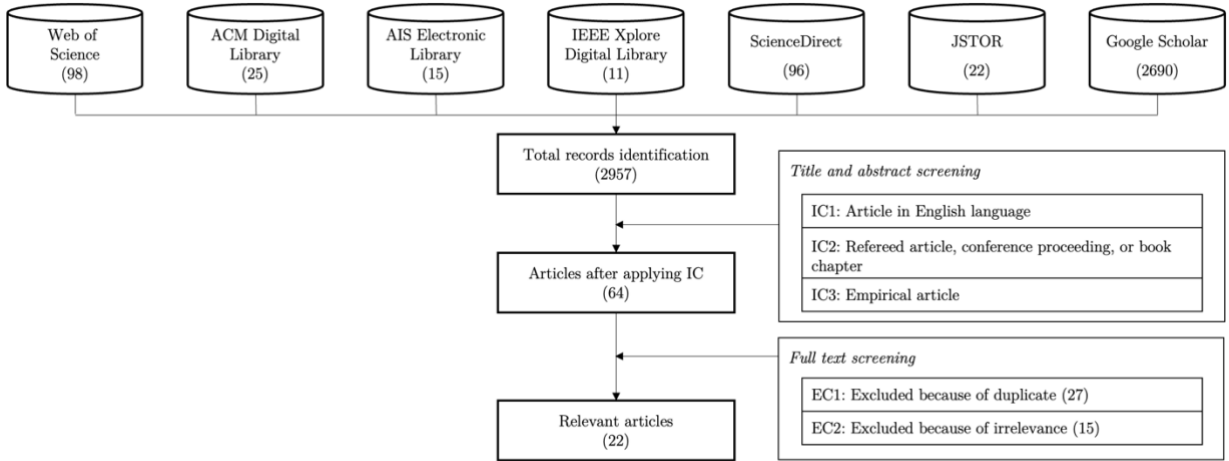 Web of
Science
(98)
ACM Digital
Library
(25)
AIS Electronic
Library
(15)
IEEE Xplore
Digital Library
(11)
ScienceDirect
(96)
JSTOR
(22)
Google Scholar
(2690)
Total records identification
(2957)
Title and abstract screening
IC1: Article in English language
IC2: Refereed article, conference proceeding, or book
chapter
IC3: Empirical article
Articles after applying IC
(64)
Full text screening
EC1: Excluded because of duplicate (27)
EC2: Excluded because of irrelevance (15)
Relevant articles
(22)